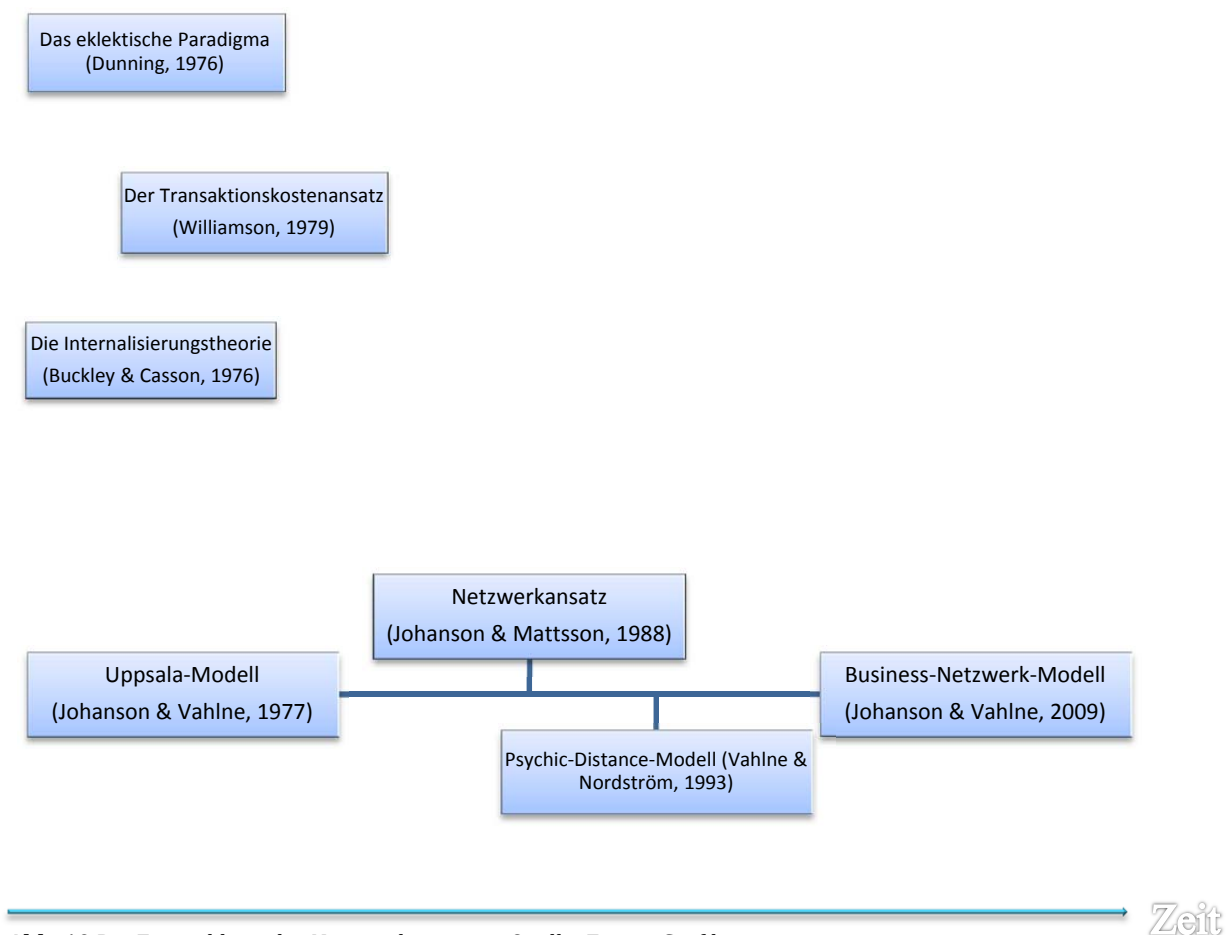 Das eklektische Paradigma
(Dunning, 1976)
Der Transaktionskostenansatz
(Williamson, 1979)
Die Internalisierungstheorie
(Buckley & Casson, 1976)
Netzwerkansatz
(Johanson & Mattsson, 1988)
Uppsala-Modell
(Johanson & Vahlne, 1977)
Business-Netzwerk-Modell
(Johanson & Vahlne, 2009)
Psychic-Distance-Modell (Vahlne &
Nordström, 1993)
Zeit